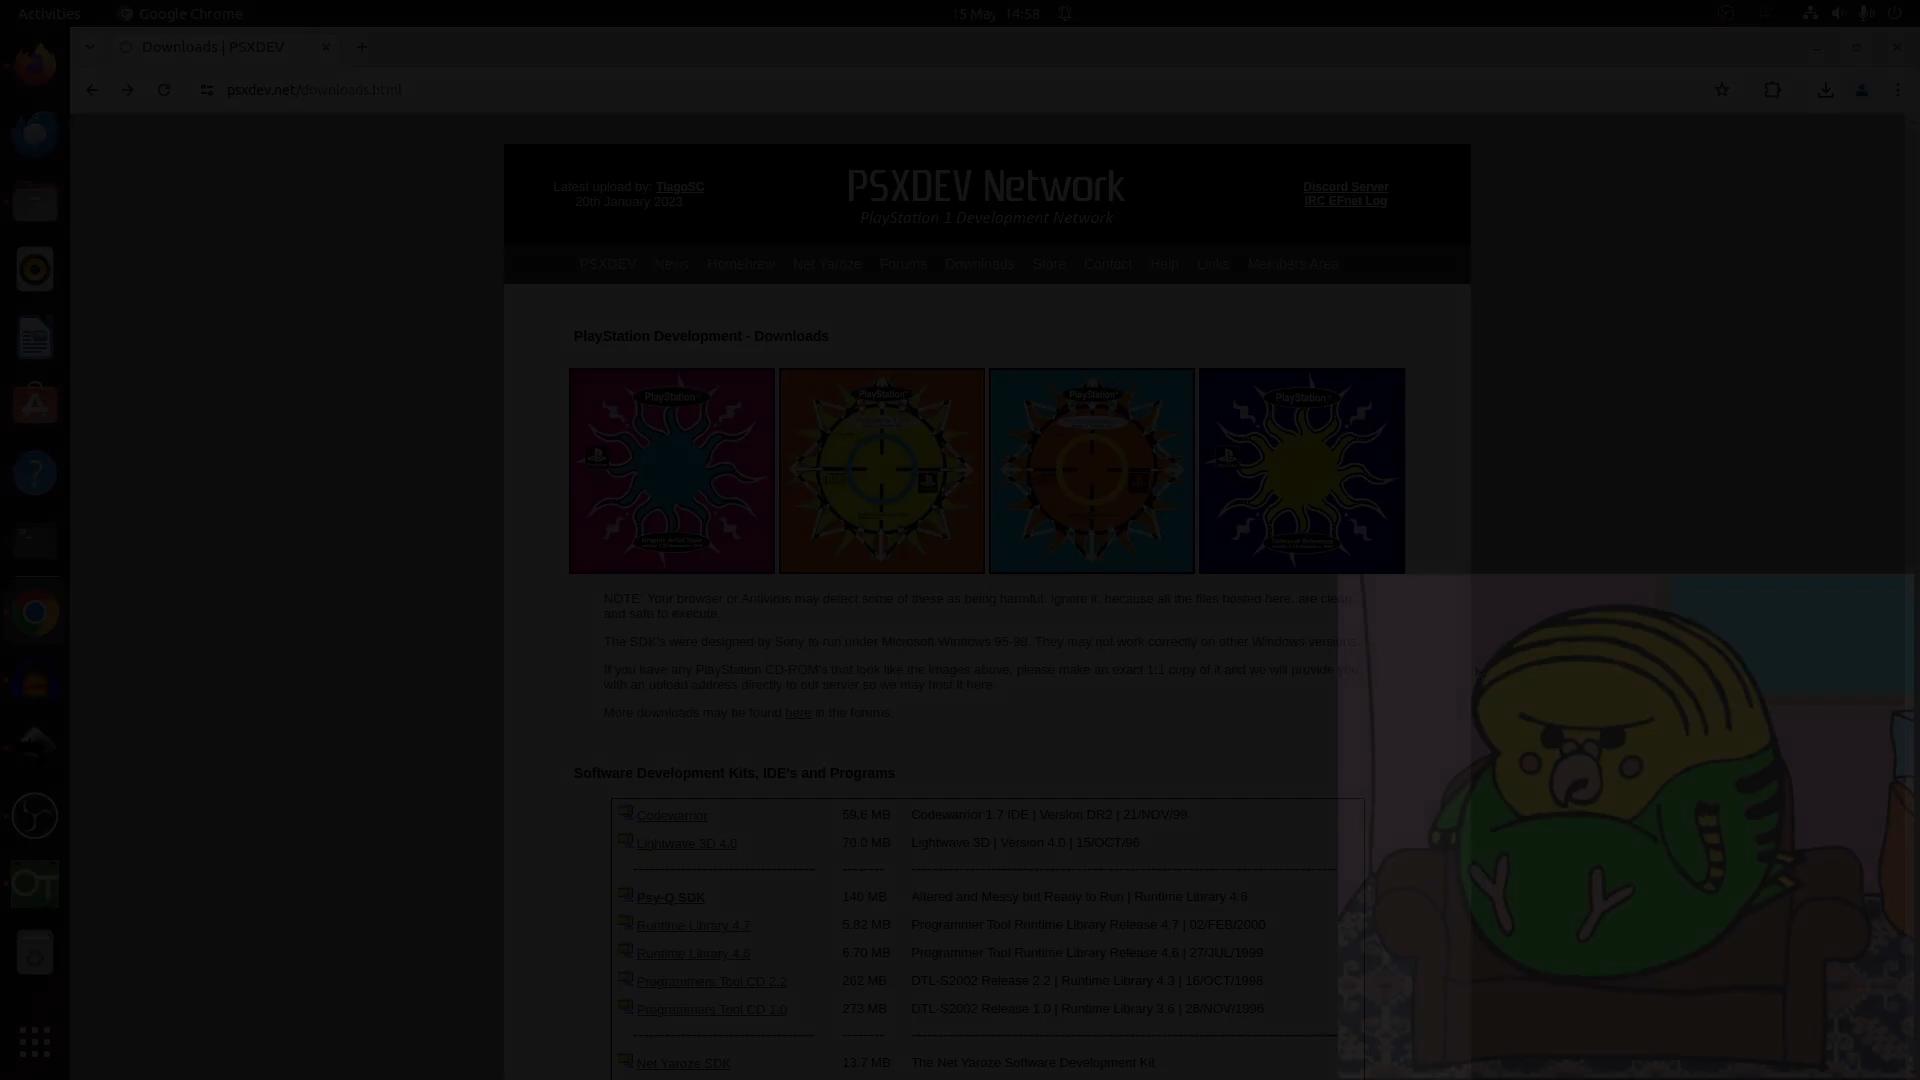 Activities
Google Chrome
15 May 14:58
Downloads | PSXDEV
psxdev.net/downloads.html
Latest upload by: TiagoSC
20th January 2023
PSXDEV Network
PlayStation 1 Development Network
Discord Server
IRC EFnet Log
PSXDEV News Homebrew Net Yaroze Forums Downloads Store Contact Help Links Members Area
PlayStation Development - Downloads
PlayStation
PlayStation
PlayStation
PlayStation
NOTE: Your browser or Antivirus may detect some of these as being harmful. Ignore it, because all the files hosted here, are clean
and safe to execute.
The SDK's were designed by Sony to run under Microsoft Windows 95-98. They may not work correctly on other Windows versions.
If you have any PlayStation CD-ROM's that look like the images above, please make an exact 1:1 copy of it and we will provide you
with an upload address directly to our server so we may host it here.
More downloads may be found here in the forums.
Software Development Kits, IDE's and Programs
Codewarrior 59.6 MB Codewarrior 1.7 IDE | Version DR2 | 21/NOV/98
Lightwave 3D 4.0 70.0 MB Lightwave 3D | Version 4.0 | 15/OCT/96
Psy-Q SDK 140 MB Altered and Messy but Ready to Run | Runtime Library 4.6
Runtime Library 4.7 5.82 MB Programmer Tool Runtime Library Release 4.7 | 02/FEB/2000
Runtime Library 4.6 6.70 MB Programmer Tool Runtime Library Release 4.6 | 27/JUL/1999
Programmers Tool CD 2.2 262 MB DTL-S2002 Release 2.2 | Runtime Library 4.3 | 16/OCT/1998
Programmers Tool CD 1.0 273 MB DTL-S2002 Release 1.0 | Runtime Library 3.6 | 26/NOV/1996
Net Yaroze SDK 13.7 MB The Net Yaroze Software Development Kit